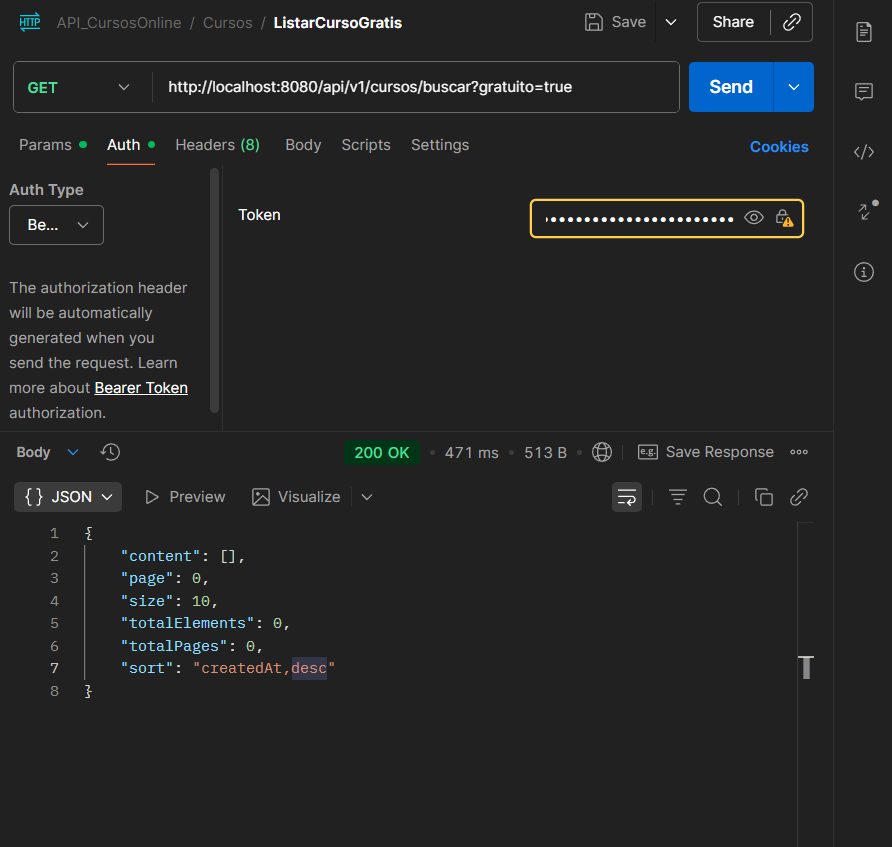 HTTP API_CursosOnline / Cursos / ListarCursoGratis Save Share
GET http://localhost:8080/api/v1/cursos/buscar?gratuito=true Send
Params Auth Headers (8) Body Scripts Settings Cookies
Auth Type
Be...
Token
The authorization header
will be automatically
generated when you
send the request. Learn
more about Bearer Token
authorization.
Body 200 OK 471 ms 513 B e.g. Save Response
{} JSON Preview Visualize
1 {
2 "content": [],
3 "page": 0,
4 "size": 10,
5 "totalElements": 0,
6 "totalPages": 0,
7 "sort": "createdAt,desc"
8 }